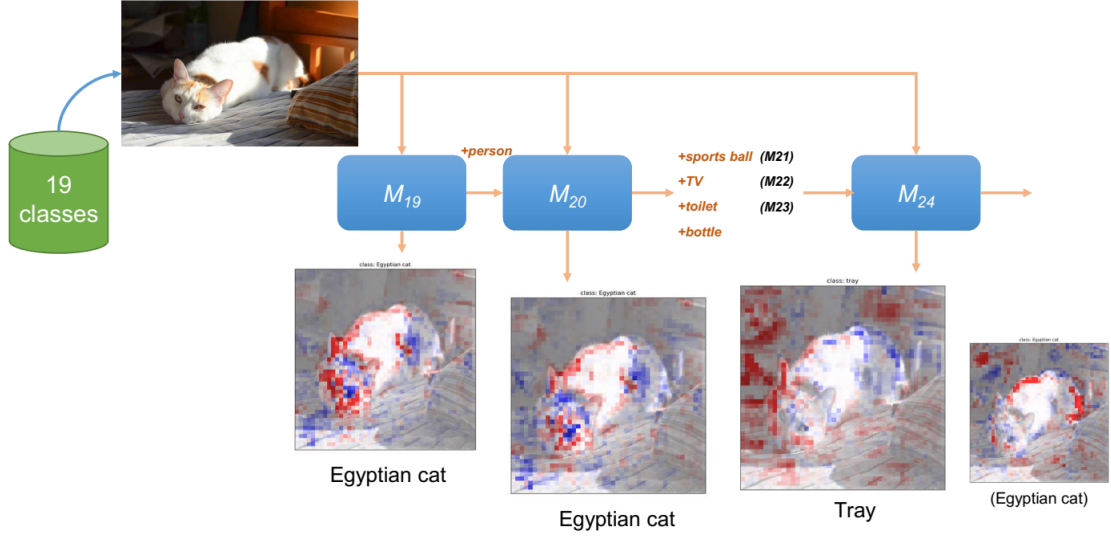 19
classes
+person
M19
M20
+sports ball (M21)
+TV (M22)
+toilet (M23)
+bottle
M24
class: Egyptian cat
class: Egyptian cat
class: tray
class: Egyptian cat
Egyptian cat
Egyptian cat
Tray
(Egyptian cat)